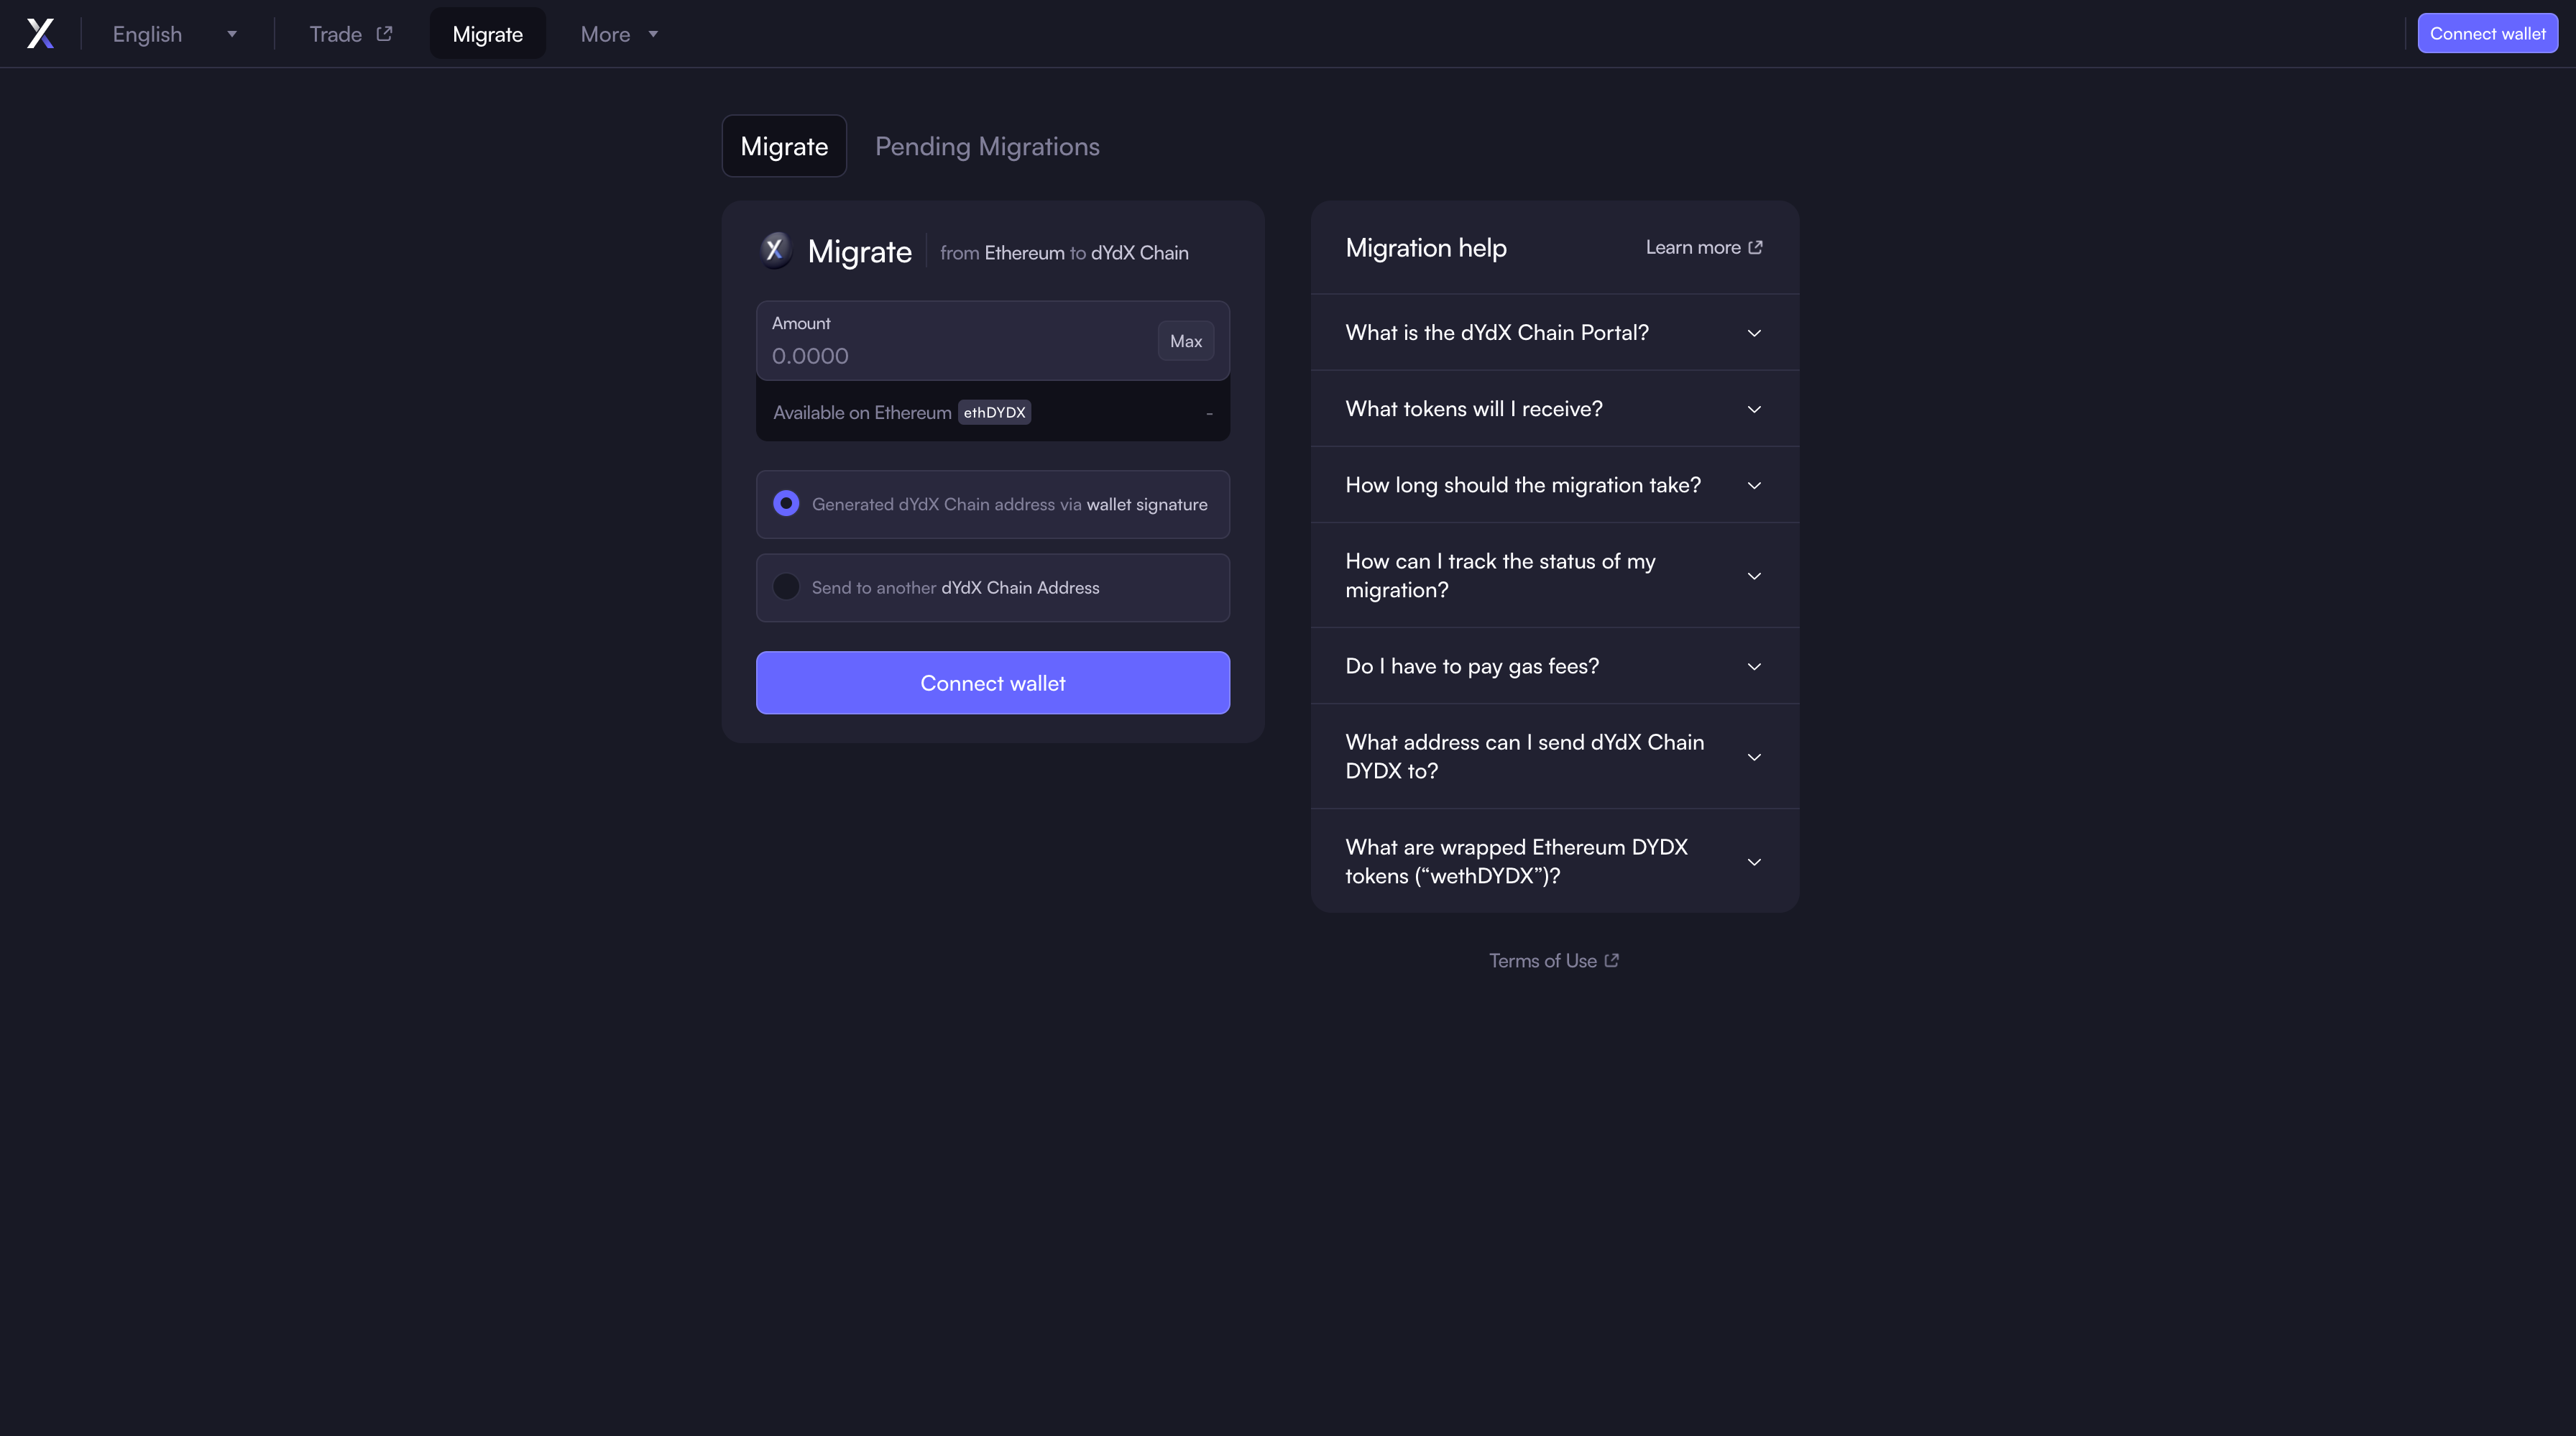 English
Trade
Migrate
More
Connect wallet
Migrate
Pending Migrations
Migrate
from Ethereum to dYdX Chain
Amount
0.0000
Max
Available on Ethereum ethDYDX
-
Generated dYdX Chain address via wallet signature
Send to another dYdX Chain Address
Connect wallet
Migration help
Learn more
What is the dYdX Chain Portal?
What tokens will I receive?
How long should the migration take?
How can I track the status of my
migration?
Do I have to pay gas fees?
What address can I send dYdX Chain
DYDX to?
What are wrapped Ethereum DYDX
tokens (“wethDYDX”)?
Terms of Use